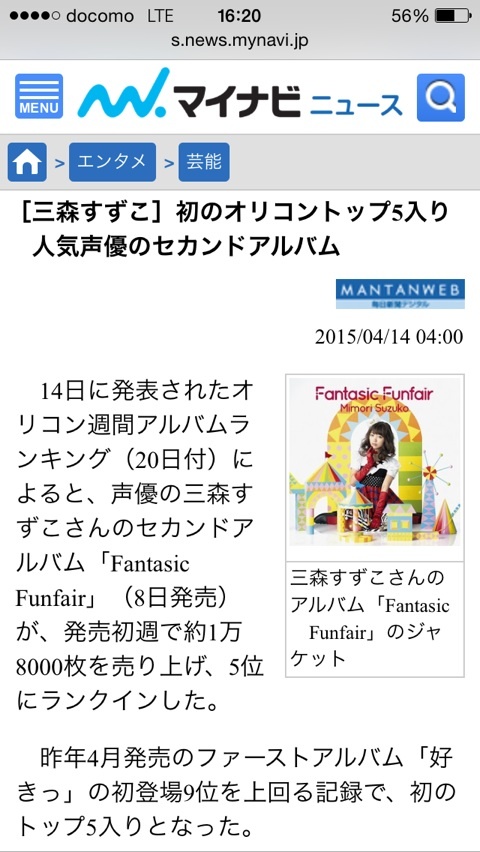 docomo LTE 16:20 56%
s.news.mynavi.jp
MENU マイナビ ニュース
> エンタメ > 芸能
［三森すずこ］初のオリコントップ5入り
人気声優のセカンドアルバム
MANTANWEB
毎日新聞デジタル
2015/04/14 04:00
14日に発表されたオ
リコン週間アルバムラ
ンキング（20日付）に
よると、声優の三森す
ずこさんのセカンドア
ルバム「Fantasic
Funfair」（8日発売）
が、発売初週で約1万
8000枚を売り上げ、5位
にランクインした。
Fantasic Funfair
Mimori Suzuko
三森すずこさんの
アルバム「Fantasic
Funfair」のジャ
ケット
昨年4月発売のファーストアルバム「好
きっ」の初登場9位を上回る記録で、初の
トップ5入りとなった。